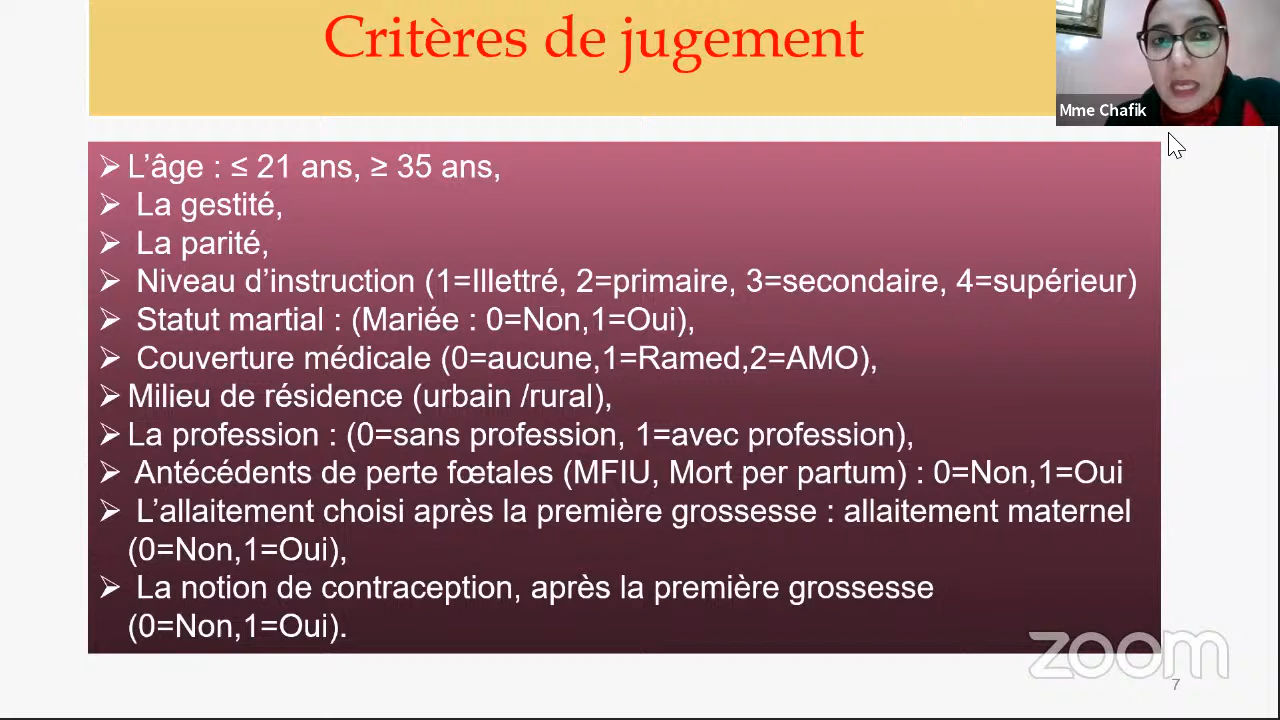 Critères de jugement
Mme Chafik
➢L’âge : ≤ 21 ans, ≥ 35 ans,
➢ La gestité,
➢ La parité,
➢ Niveau d’instruction (1=Illettré, 2=primaire, 3=secondaire, 4=supérieur)
➢ Statut martial : (Mariée : 0=Non,1=Oui),
➢ Couverture médicale (0=aucune,1=Ramed,2=AMO),
➢Milieu de résidence (urbain /rural),
➢La profession : (0=sans profession, 1=avec profession),
➢ Antécédents de perte fœtales (MFIU, Mort per partum) : 0=Non,1=Oui
➢ L’allaitement choisi après la première grossesse : allaitement maternel
(0=Non,1=Oui),
➢ La notion de contraception, après la première grossesse
(0=Non,1=Oui).
zoom
7